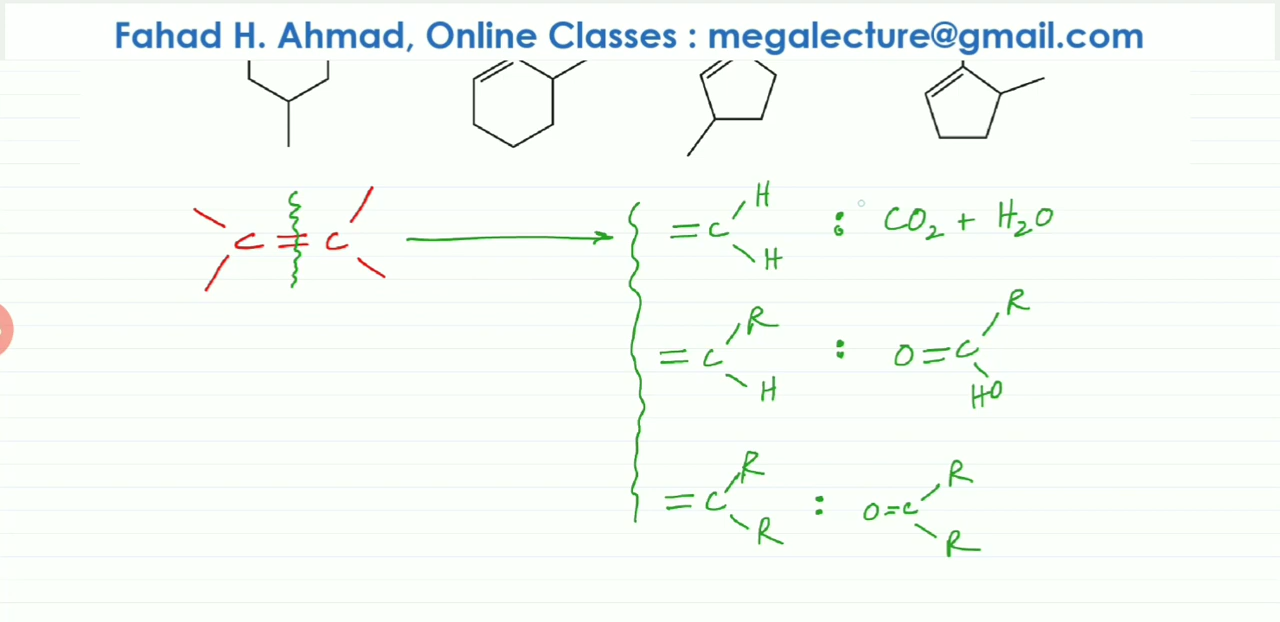 Fahad H. Ahmad, Online Classes : megalecture@gmail.com
C = C
=C H H : CO₂ + H₂O
=C R H : O=C R HO
=C R R : O=C R R